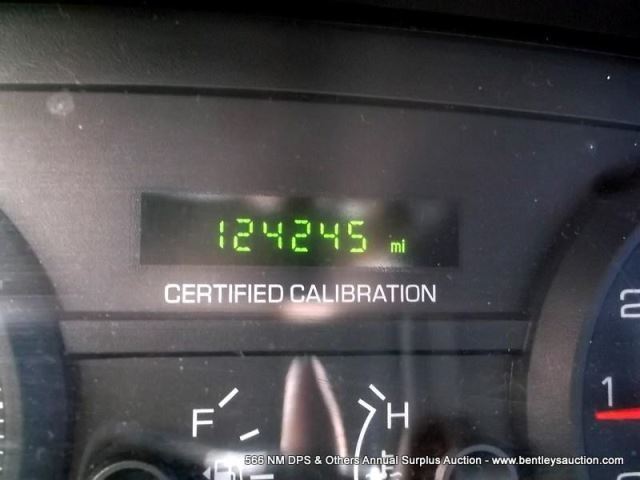 124245 mi
CERTIFIED CALIBRATION
F H
2
1
566 NM DPS & Others Annual Surplus Auction - www.bentleysauction.com